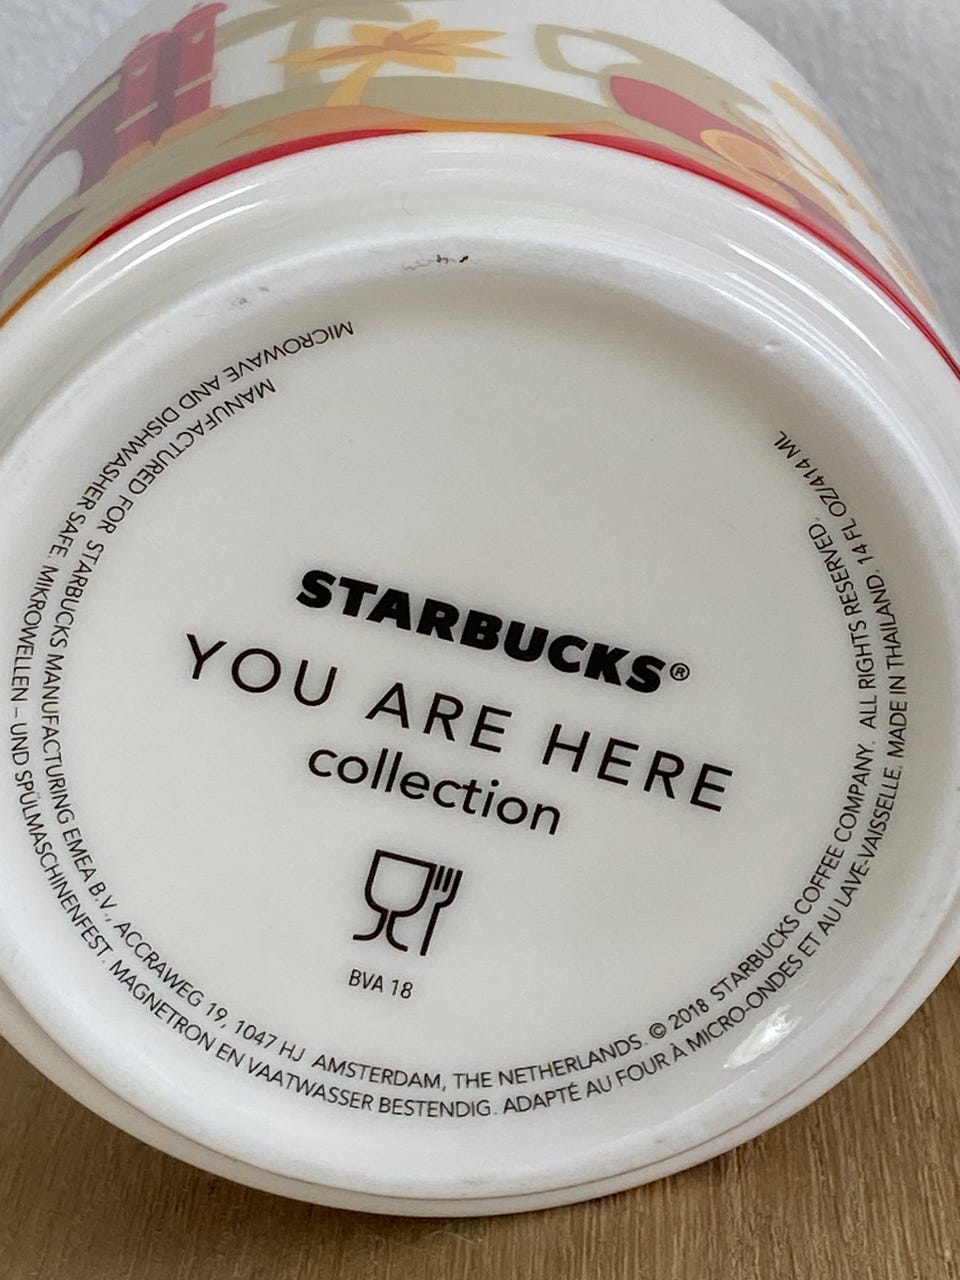 MICROWAVE AND DISHWASHER SAFE. MIKROWELLEN – UND SPÜLMASCHINENFEST. MAGNETRON EN VAATWASSER BESTENDIG. ADAPTÉ AU FOUR À MICRO-ONDES ET AU LAVE-VAISSELLE. MADE IN THAILAND. 14 FL OZ/414 ML
MANUFACTURED FOR STARBUCKS MANUFACTURING EMEA B.V., ACCRAWEG 19, 1047 HJ AMSTERDAM, THE NETHERLANDS. © 2018 STARBUCKS COFFEE COMPANY. ALL RIGHTS RESERVED.
STARBUCKS®
YOU ARE HERE
collection
BVA 18